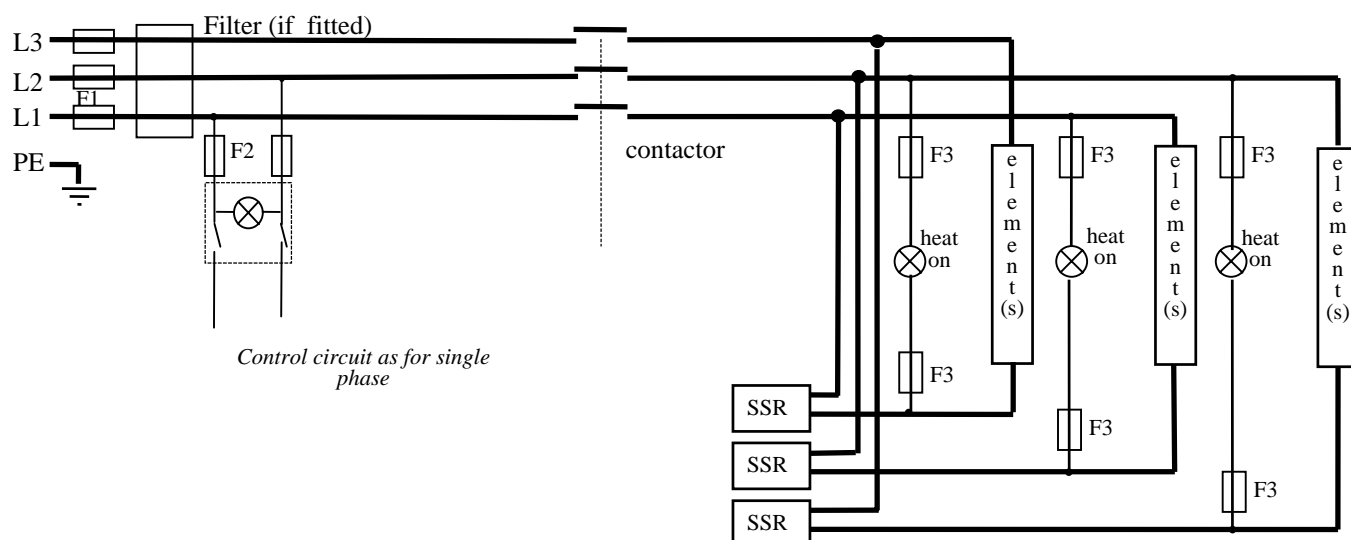 Filter (if fitted)
L3
L2
F1
L1
F2
PE
contactor
F3
F3
F3
element(s)
element(s)
element(s)
heat
on
heat
on
heat
on
Control circuit as for single
phase
F3
SSR
F3
SSR
F3
SSR